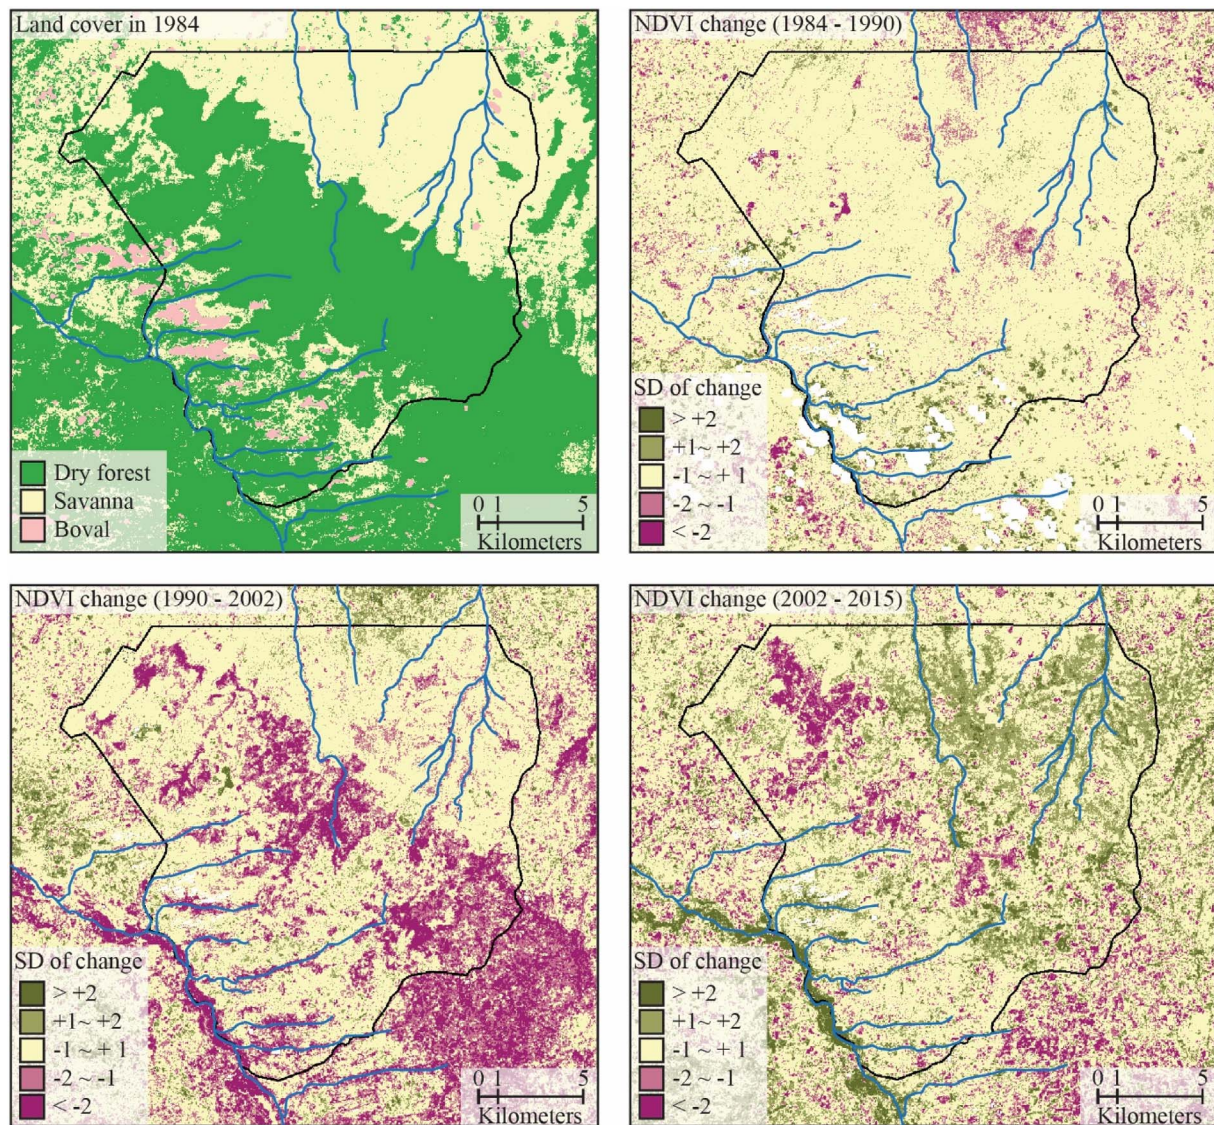 Land cover in 1984
Dry forest
Savanna
Boval
0 1 5
Kilometers
NDVI change (1984 - 1990)
SD of change
> +2
+1~ +2
-1 ~ + 1
-2 ~ -1
< -2
0 1 5
Kilometers
NDVI change (1990 - 2002)
SD of change
> +2
+1~ +2
-1 ~ + 1
-2 ~ -1
< -2
0 1 5
Kilometers
NDVI change (2002 - 2015)
SD of change
> +2
+1~ +2
-1 ~ + 1
-2 ~ -1
< -2
0 1 5
Kilometers